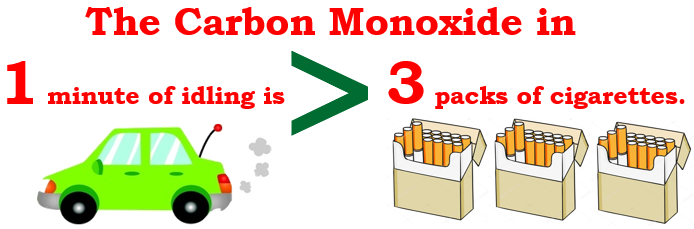 The Carbon Monoxide in
1 minute of idling is > 3 packs of cigarettes.